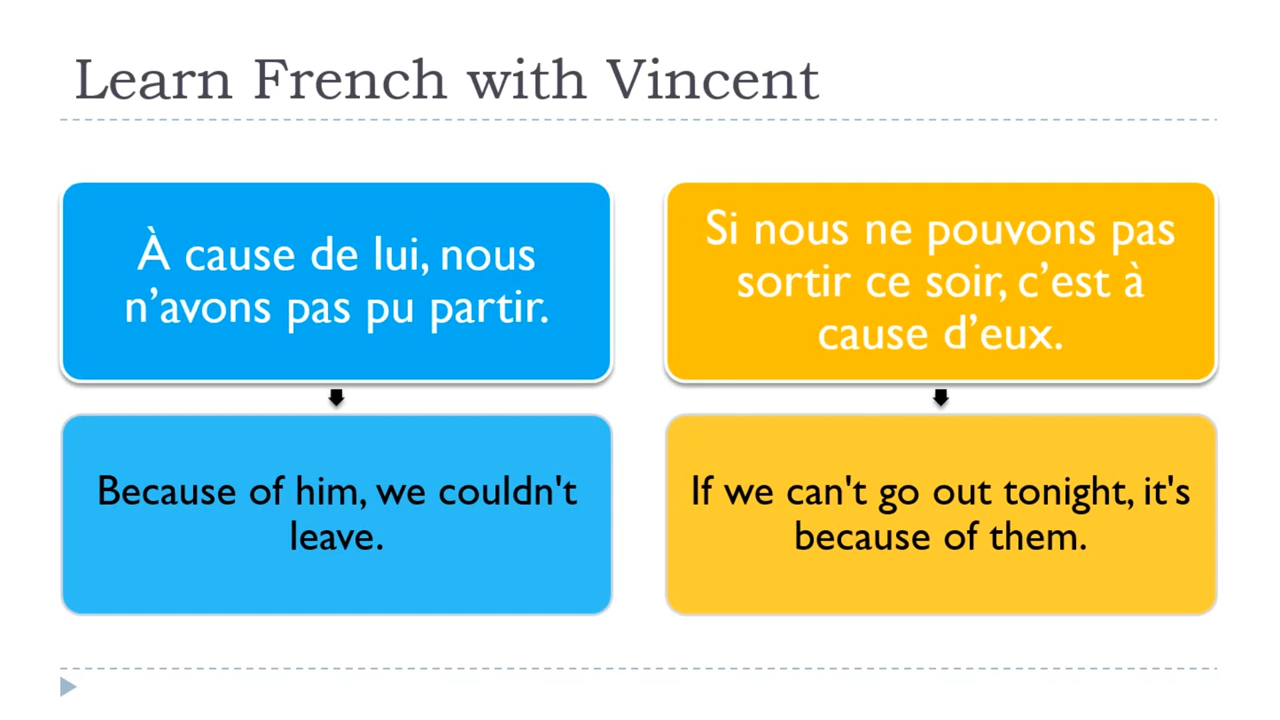 Learn French with Vincent
À cause de lui, nous
n’avons pas pu partir.
Because of him, we couldn't
leave.
Si nous ne pouvons pas
sortir ce soir, c’est à
cause d’eux.
If we can't go out tonight, it's
because of them.